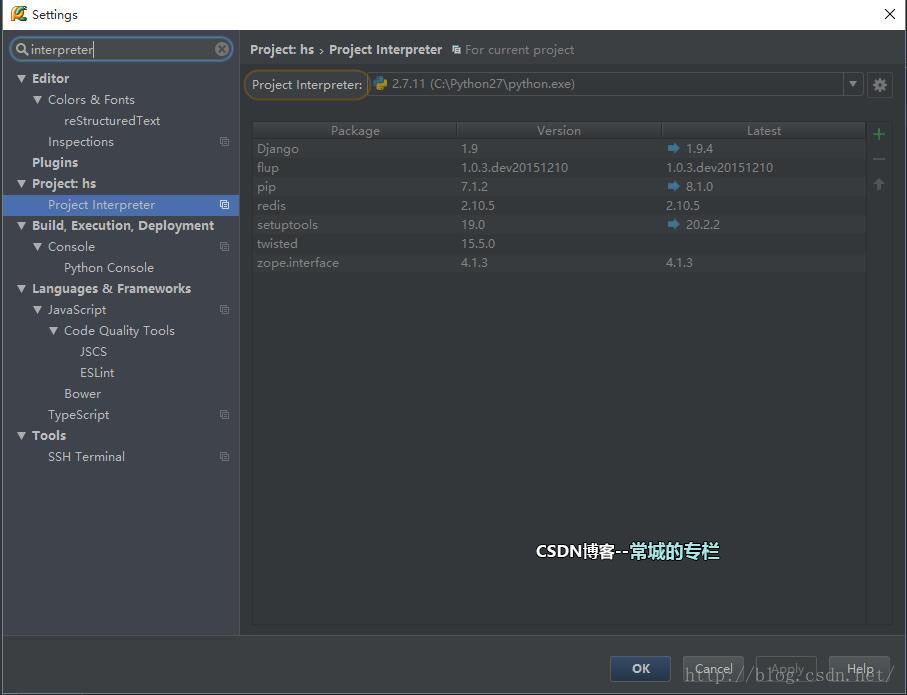 Settings
interpreter
Editor
Colors & Fonts
reStructuredText
Inspections
Plugins
Project: hs
Project Interpreter
Build, Execution, Deployment
Console
Python Console
Languages & Frameworks
JavaScript
Code Quality Tools
JSCS
ESLint
Bower
TypeScript
Tools
SSH Terminal
Project: hs › Project Interpreter For current project
Project Interpreter: 2.7.11 (C:\Python27\python.exe)
Package Version Latest
Django 1.9 1.9.4
flup 1.0.3.dev20151210 1.0.3.dev20151210
pip 7.1.2 8.1.0
redis 2.10.5 2.10.5
setuptools 19.0 20.2.2
twisted 15.5.0
zope.interface 4.1.3 4.1.3
CSDN博客--常城的专栏
OK Cancel Apply Help
http://blog.csdn.net/